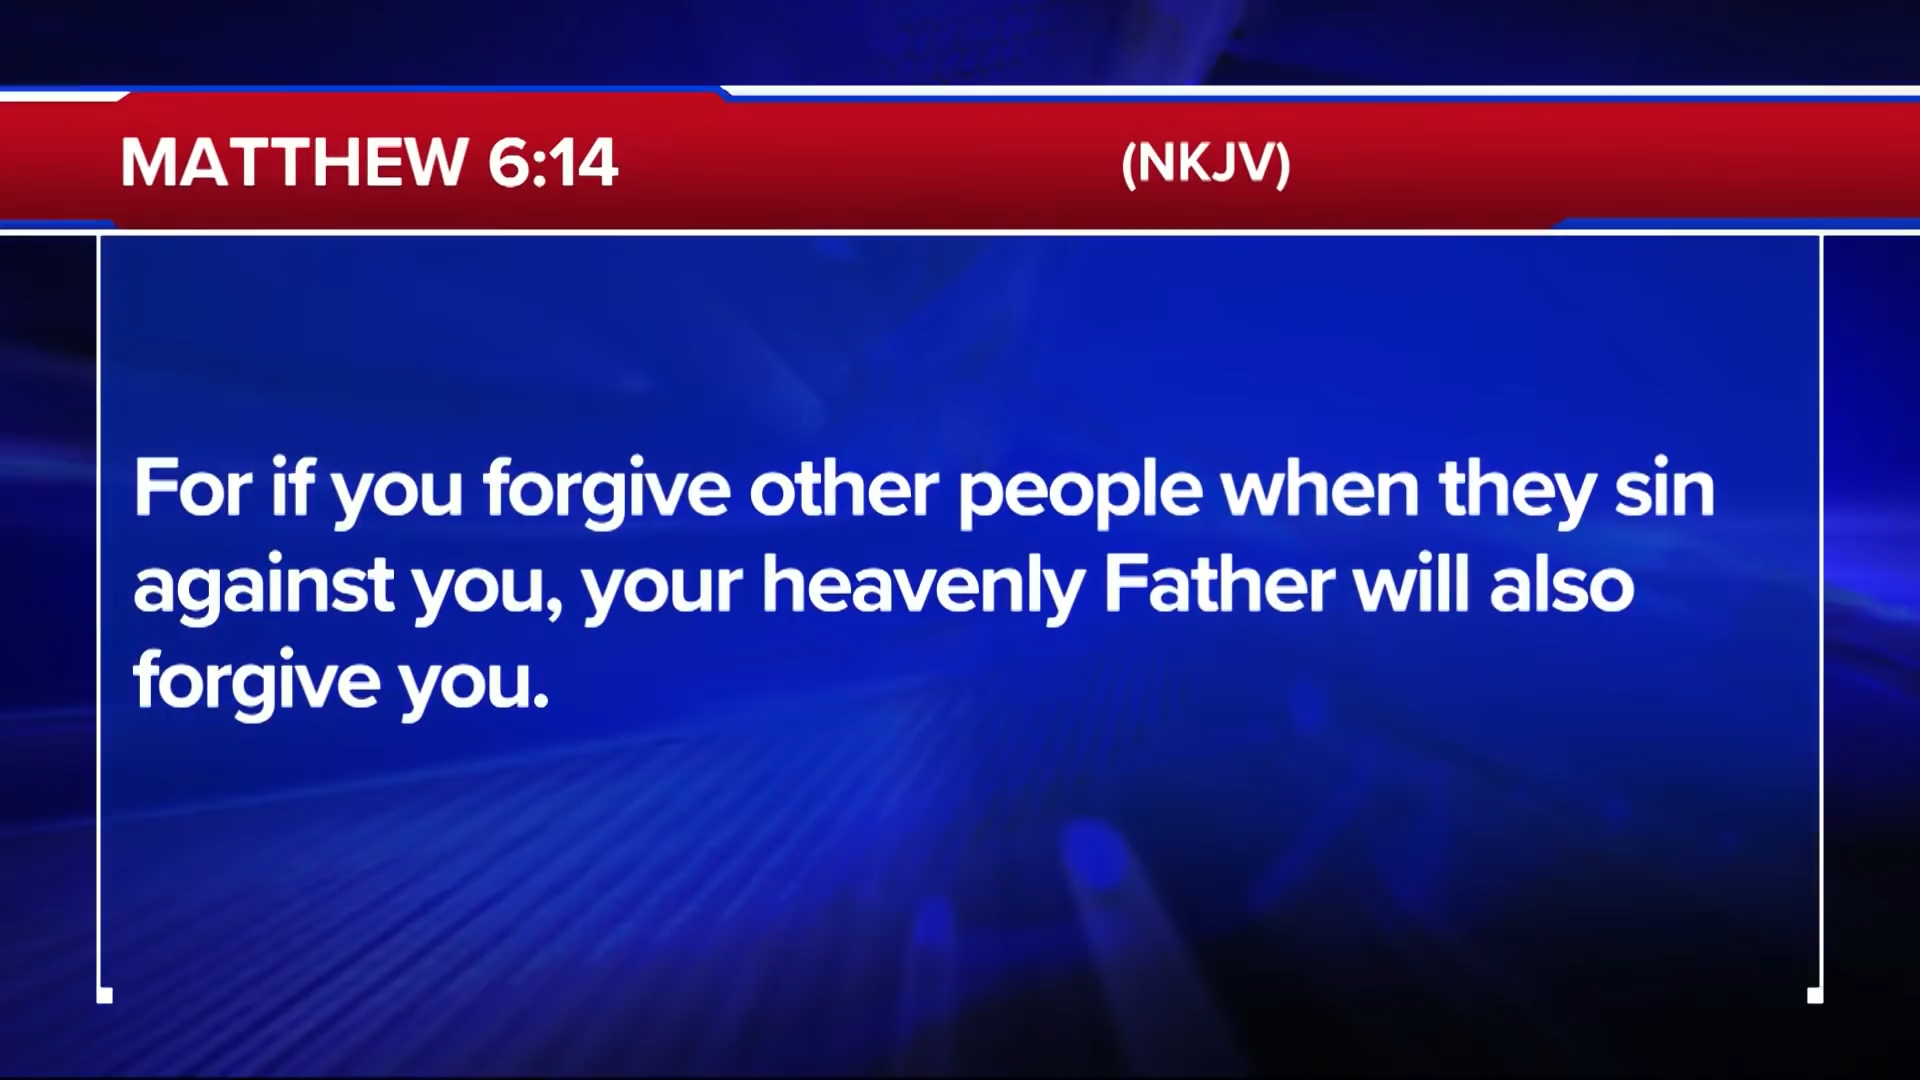 MATTHEW 6:14 (NKJV)
For if you forgive other people when they sin
against you, your heavenly Father will also
forgive you.